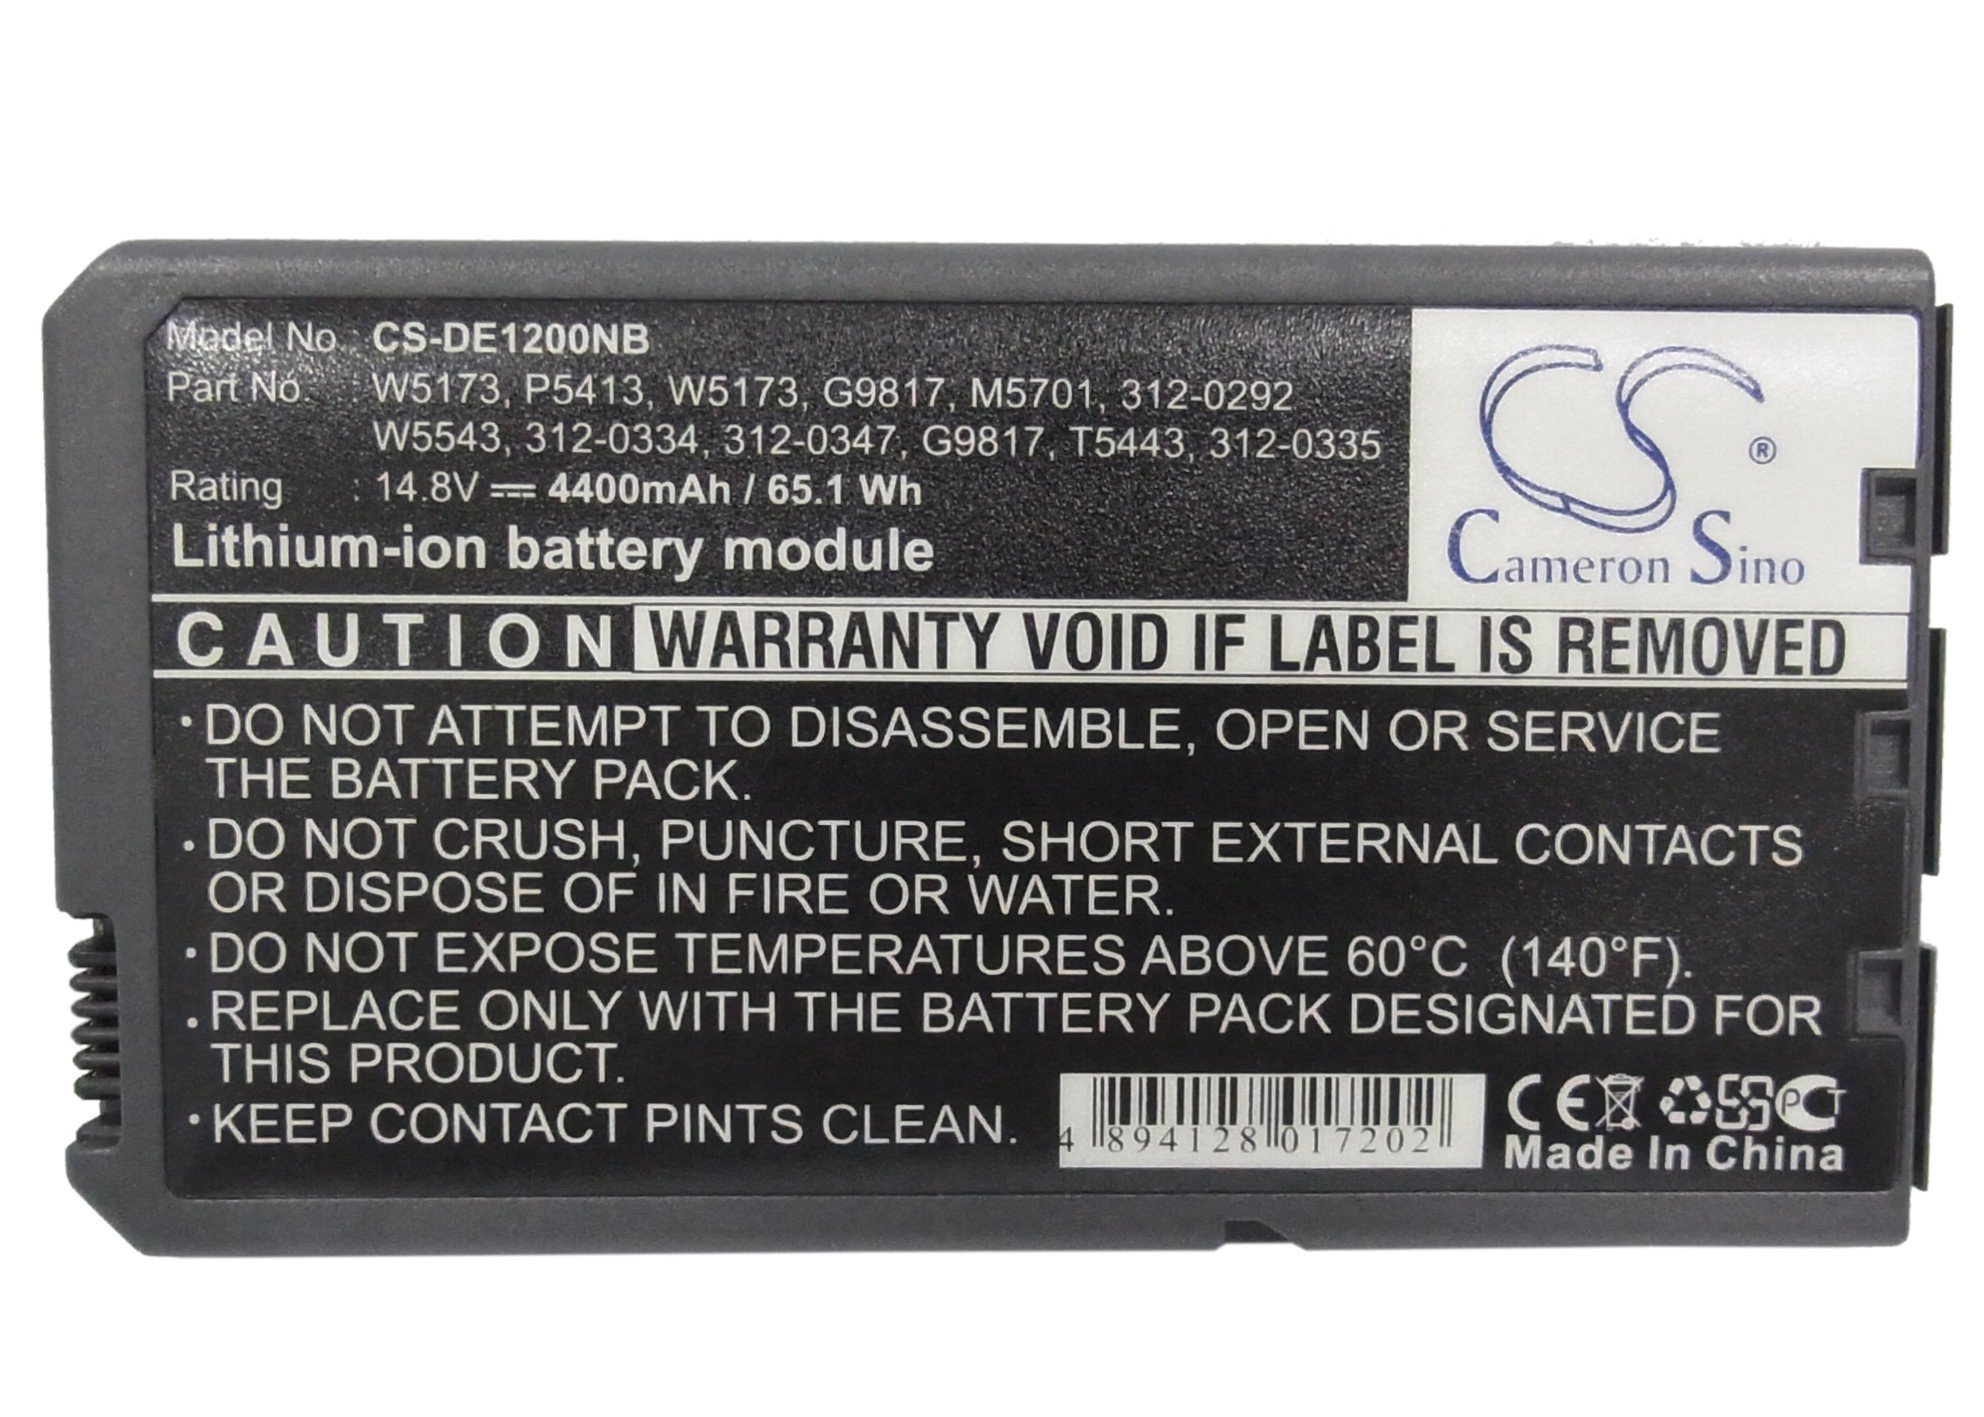 Model No. : CS-DE1200NB
Part No. : W5173, P5413, W5173, G9817, M5701, 312-0292
W5543, 312-0334, 312-0347, G9817, T5443, 312-0335
Rating : 14.8V 4400mAh / 65.1 Wh
Lithium-ion battery module
CS ®
Cameron Sino
CAUTION WARRANTY VOID IF LABEL IS REMOVED
• DO NOT ATTEMPT TO DISASSEMBLE, OPEN OR SERVICE
THE BATTERY PACK.
• DO NOT CRUSH, PUNCTURE, SHORT EXTERNAL CONTACTS
OR DISPOSE OF IN FIRE OR WATER.
• DO NOT EXPOSE TEMPERATURES ABOVE 60°C (140°F).
• REPLACE ONLY WITH THE BATTERY PACK DESIGNATED FOR
THIS PRODUCT.
• KEEP CONTACT PINTS CLEAN.
4 894128 017202
CE PCT
Made In China